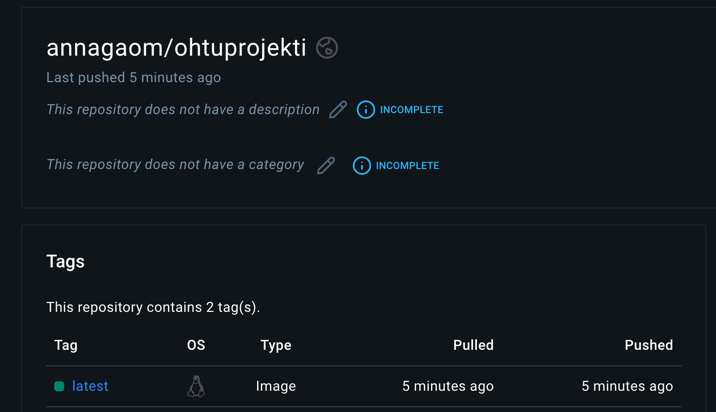 annagaom/ohtuprojekti
Last pushed 5 minutes ago
This repository does not have a description INCOMPLETE
This repository does not have a category INCOMPLETE
Tags
This repository contains 2 tag(s).
Tag OS Type Pulled Pushed
latest Image 5 minutes ago 5 minutes ago